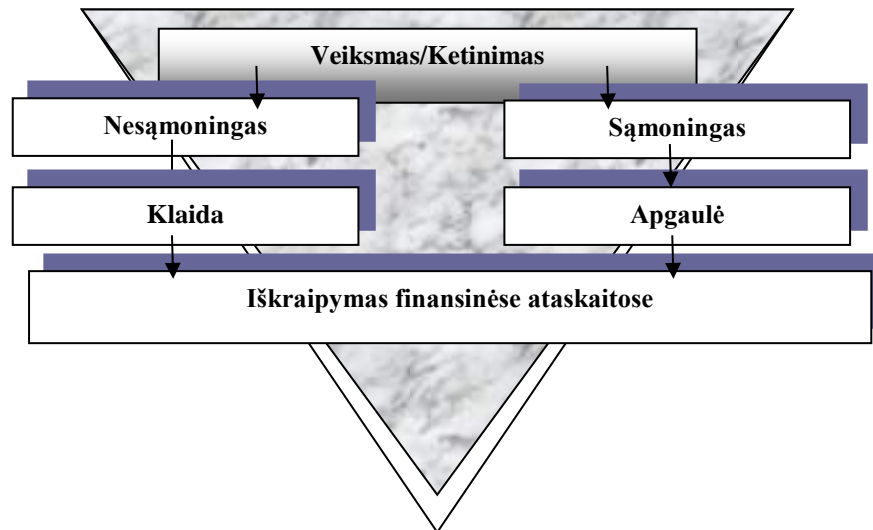 Veiksmas/Ketinimas
Nesąmoningas
Sąmoningas
Klaida
Apgaulė
Iškraipymas finansinėse ataskaitose